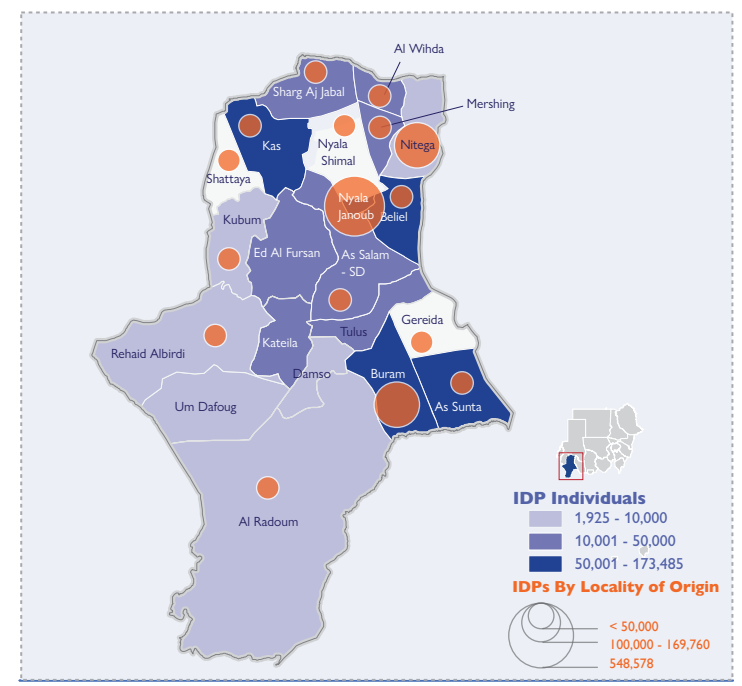 Al Wihda
Sharg Aj Jabal
Mershing
Kas
Nyala
Shimal
Nitega
Shattaya
Nyala
Janoub
Beliel
Kubum
Ed Al Fursan
As Salam
- SD
Gereida
Tulus
Kateila
Rehaid Albirdi
Damso
Buram
Um Dafoug
As Sunta
Al Radoum
IDP Individuals
1,925 - 10,000
10,001 - 50,000
50,001 - 173,485
IDPs By Locality of Origin
< 50,000
100,000 - 169,760
548,578